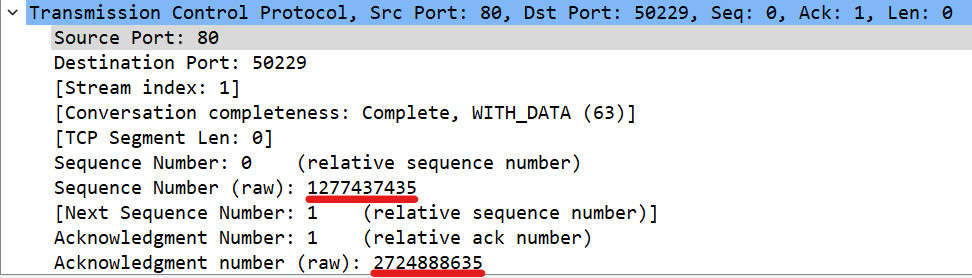 Transmission Control Protocol, Src Port: 80, Dst Port: 50229, Seq: 0, Ack: 1, Len: 0
Source Port: 80
Destination Port: 50229
[Stream index: 1]
[Conversation completeness: Complete, WITH_DATA (63)]
[TCP Segment Len: 0]
Sequence Number: 0    (relative sequence number)
Sequence Number (raw): 1277437435
[Next Sequence Number: 1    (relative sequence number)]
Acknowledgment Number: 1    (relative ack number)
Acknowledgment number (raw): 2724888635